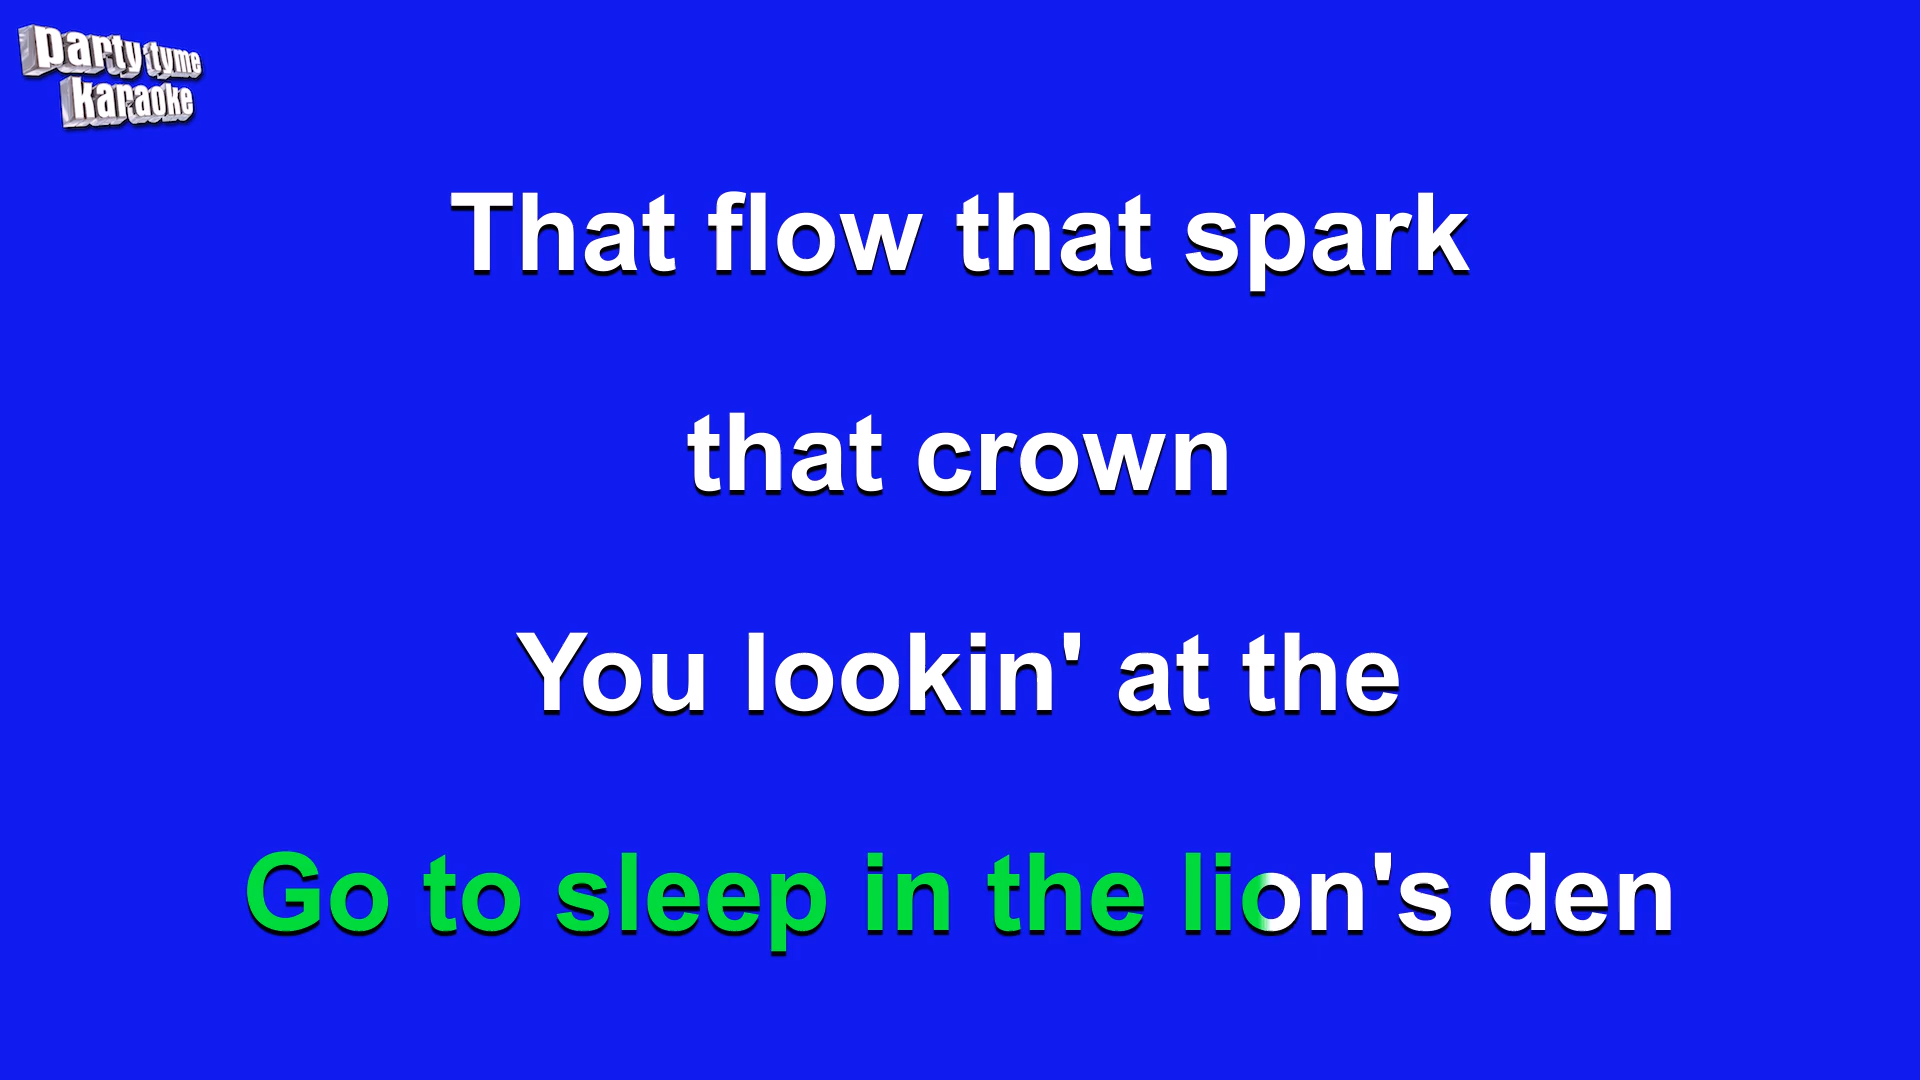 party tyme
karaoke
That flow that spark
that crown
You lookin' at the
Go to sleep in the lion's den